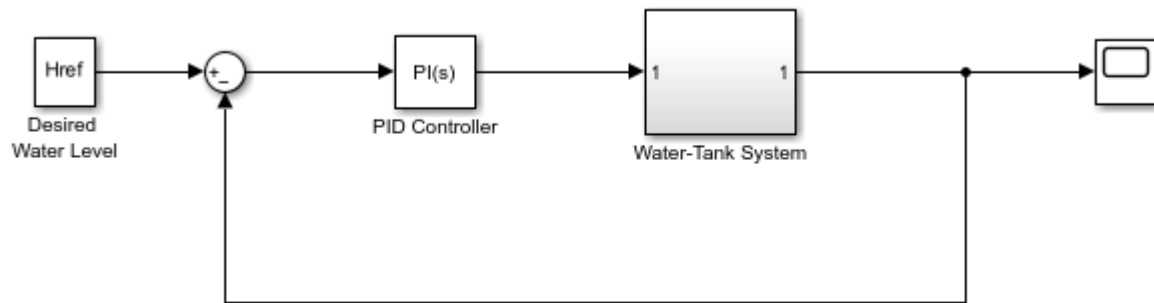 Href
Desired
Water Level
+
−
PI(s)
PID Controller
1
1
Water-Tank System